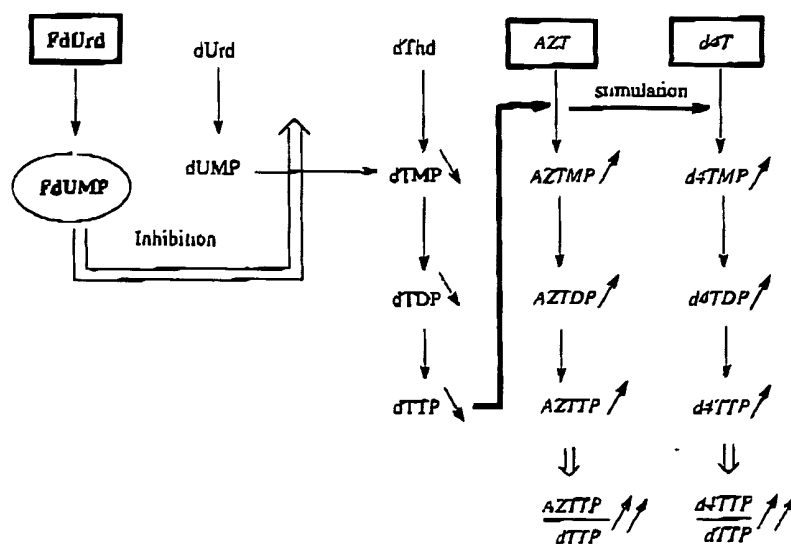 FdUrd dUrd dThd AZT d4T
stimulation
FdUMP dUMP dTMP AZTMP d4TMP
Inhibition
dTDP AZTDP d4TDP
dTTP AZTTP d4TTP
AZTTP d4TTP
dTTP dTTP